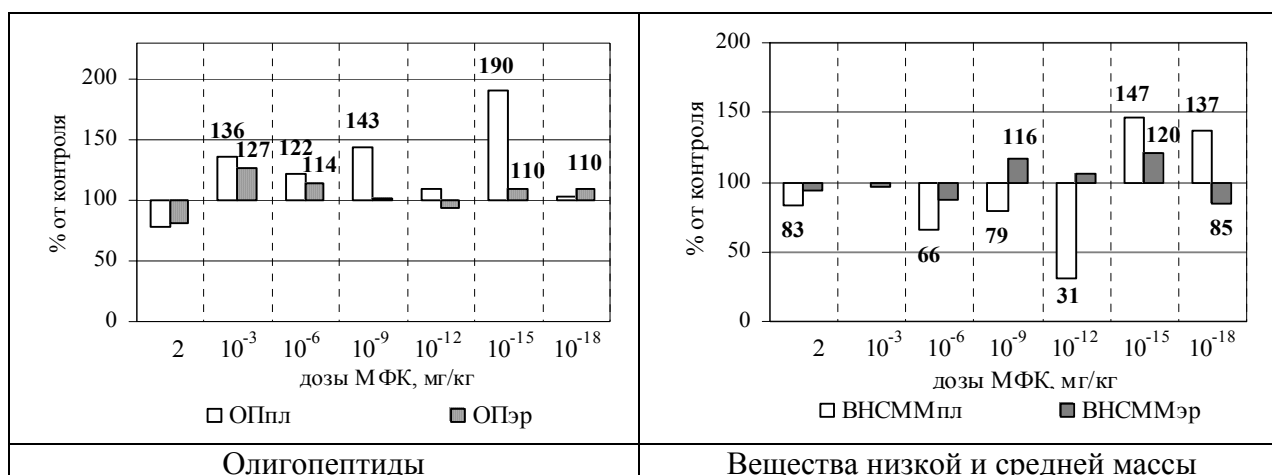 % от контроля
200
150
100
50
0
136
127
122
114
143
190
110
110
2 10⁻³ 10⁻⁶ 10⁻⁹ 10⁻¹² 10⁻¹⁵ 10⁻¹⁸
дозы МФК, мг/кг
ОПпл ОПэр
Олигопептиды
% от контроля
200
150
100
50
0
83
66
79
116
31
147
120
137
85
2 10⁻³ 10⁻⁶ 10⁻⁹ 10⁻¹² 10⁻¹⁵ 10⁻¹⁸
дозы МФК, мг/кг
ВНСММпл ВНСММэр
Вещества низкой и средней массы